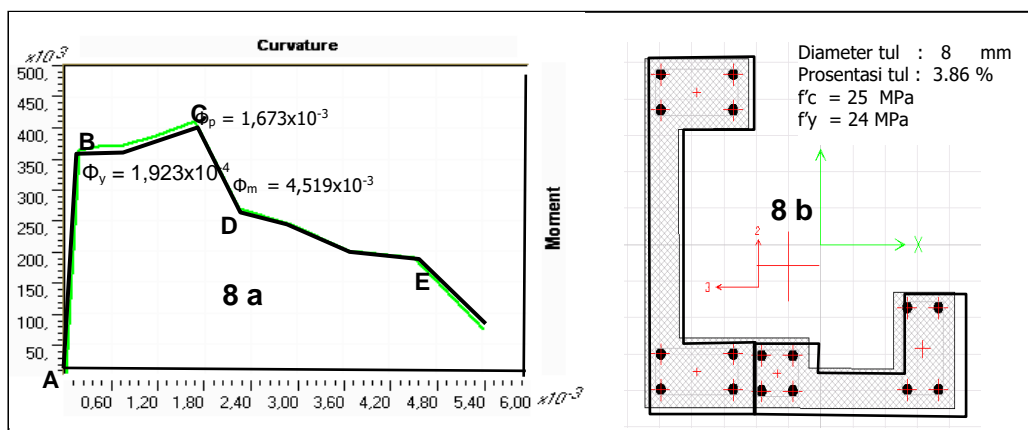 x10-3
Curvature
500,
450,
400,
350,
300,
250,
200,
150,
100,
50,
A
B
C
Φp = 1,673x10-3
Φy = 1,923x10-4
Φm = 4,519x10-3
D
E
8 a
0,60 1,20 1,80 2,40 3,00 3,60 4,20 4,80 5,40 6,00 x10-3
Moment
Diameter tul : 8 mm
Prosentasi tul : 3.86 %
f'c = 25 MPa
f'y = 24 MPa
8 b
2
3
X